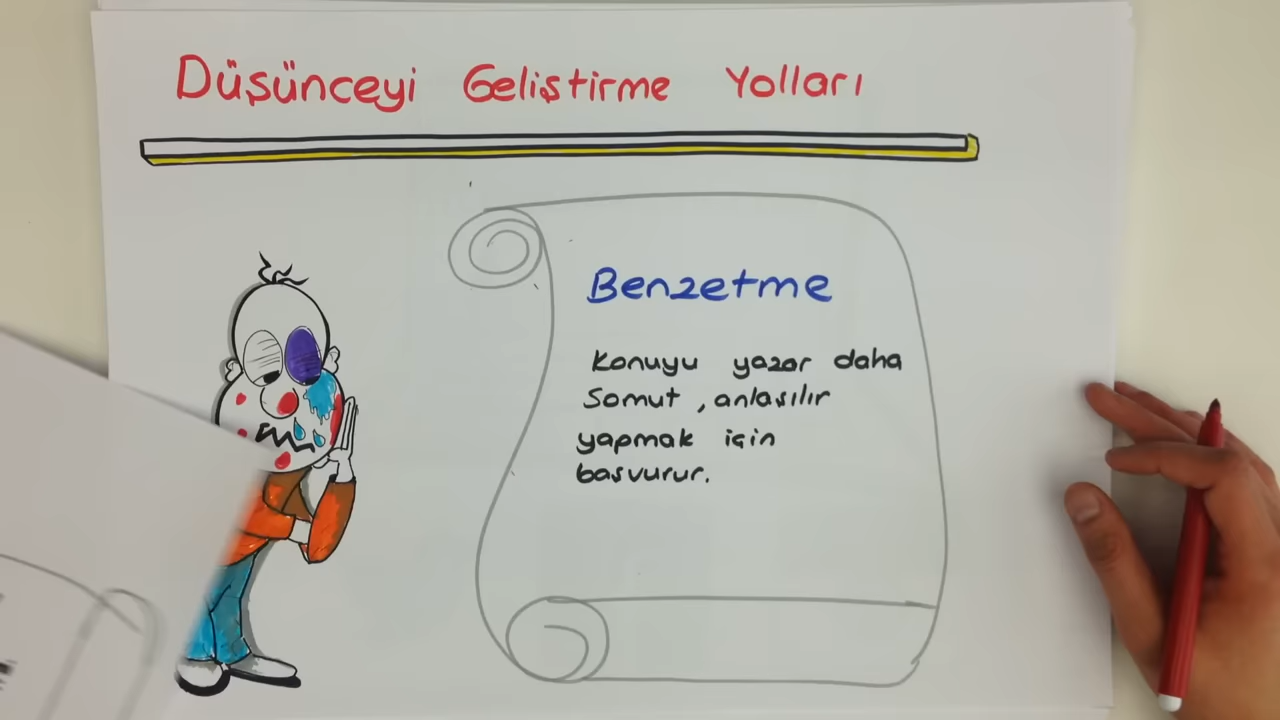 Düşünceyi Geliştirme Yolları
Benzetme
Konuyu yazar daha
somut, anlaşılır
yapmak için
başvurur.